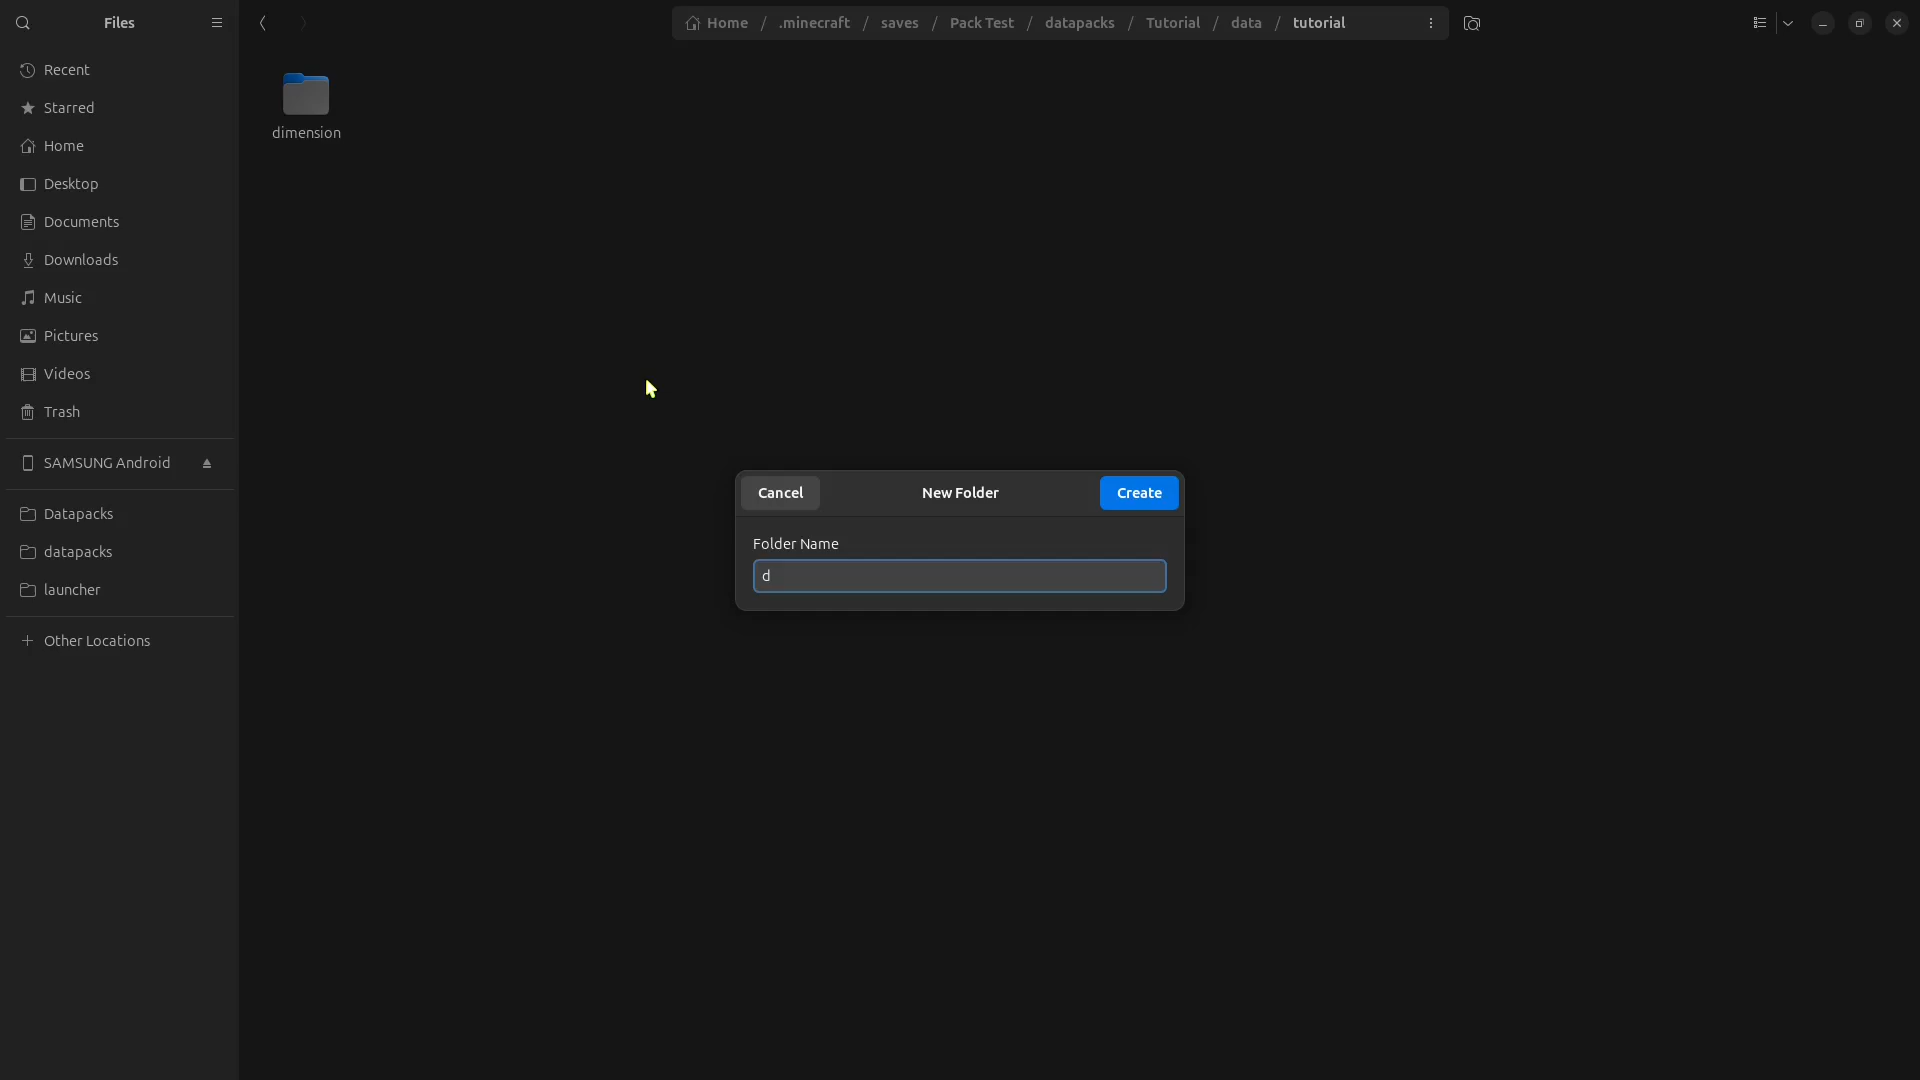 Files
Home / .minecraft / saves / Pack Test / datapacks / Tutorial / data / tutorial
Recent
Starred
Home
Desktop
Documents
Downloads
Music
Pictures
Videos
Trash
SAMSUNG Android
Datapacks
datapacks
launcher
Other Locations
dimension
Cancel
New Folder
Create
Folder Name
d